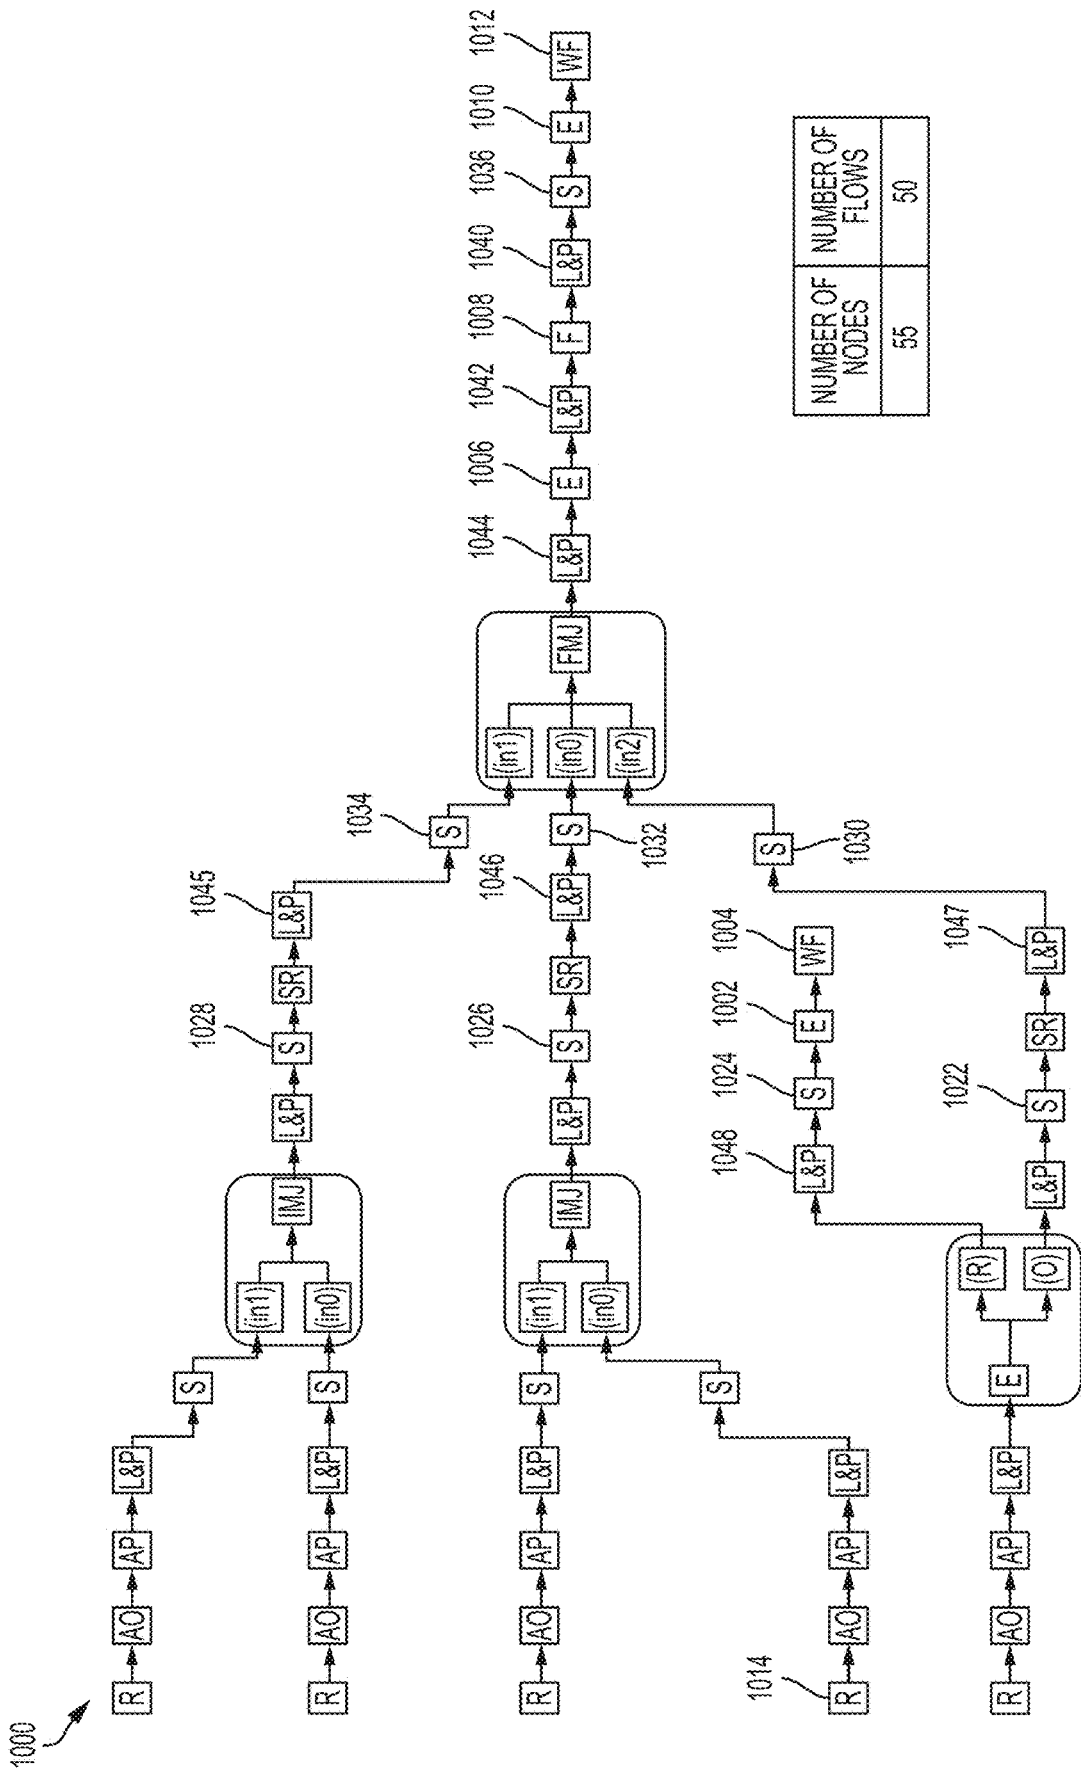 1000
R AO AP L&P S
R AO AP L&P S
(in1)
(in0)
IMJ
L&P
S
1028
SR
L&P
1045
S
1034
R AO AP L&P S
1014
R AO AP L&P S
(in1)
(in0)
IMJ
L&P
S
1026
SR
L&P
1046
S
1032
R AO AP L&P
E
(R)
(O)
L&P
1048
S
1024
E
1002
WF
1004
L&P
S
1022
SR
L&P
1047
S
1030
(in1)
(in0)
(in2)
FMJ
L&P
1044
E
1006
L&P
1042
F
1008
L&P
1040
S
1036
E
1010
WF
1012
NUMBER OF
NODES
NUMBER OF
FLOWS
55
50